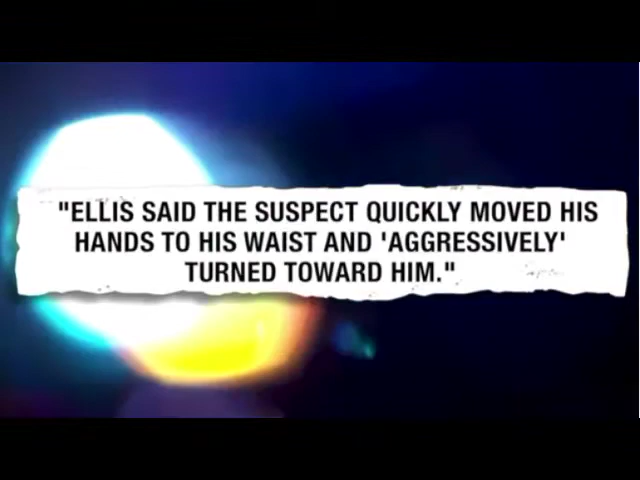 "ELLIS SAID THE SUSPECT QUICKLY MOVED HIS
HANDS TO HIS WAIST AND 'AGGRESSIVELY'
TURNED TOWARD HIM."